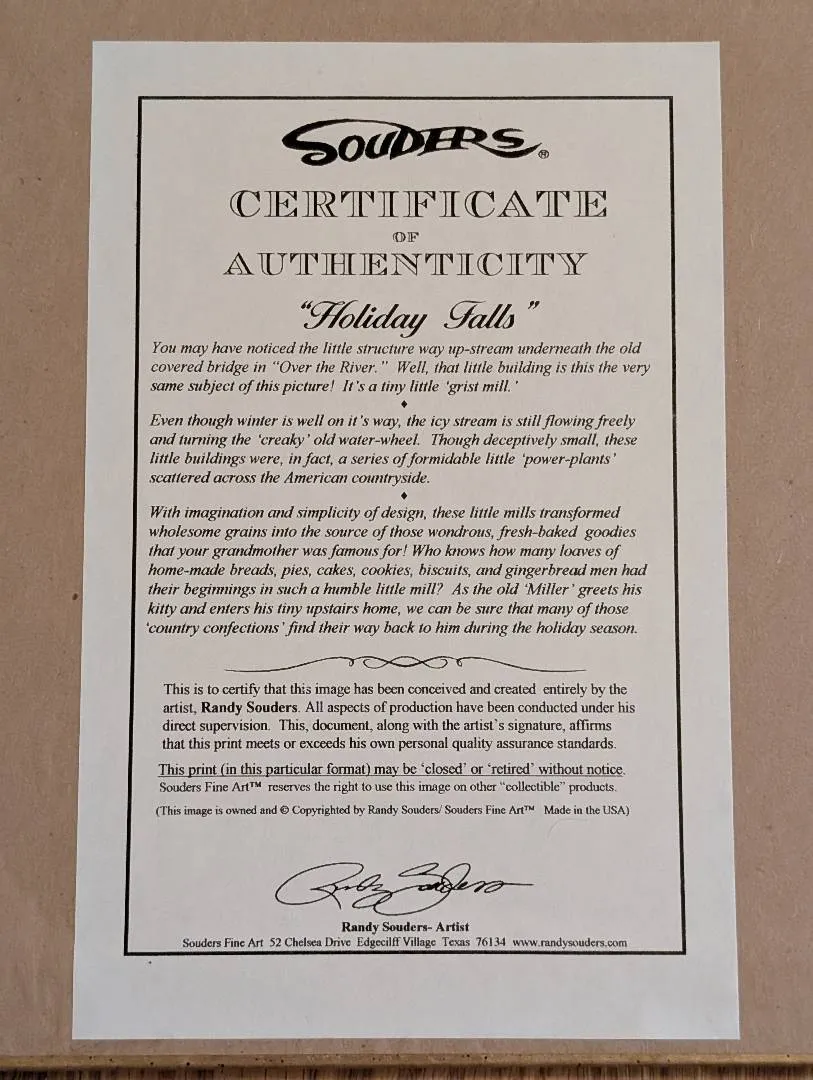 SOUDERS®
CERTIFICATE
OF
AUTHENTICITY
"Holiday Falls"
You may have noticed the little structure way up-stream underneath the old
covered bridge in "Over the River." Well, that little building is this the very
same subject of this picture! It's a tiny little 'grist mill.'
♦
Even though winter is well on it's way, the icy stream is still flowing freely
and turning the 'creaky' old water-wheel. Though deceptively small, these
little buildings were, in fact, a series of formidable little 'power-plants'
scattered across the American countryside.
♦
With imagination and simplicity of design, these little mills transformed
wholesome grains into the source of those wondrous, fresh-baked goodies
that your grandmother was famous for! Who knows how many loaves of
home-made breads, pies, cakes, cookies, biscuits, and gingerbread men had
their beginnings in such a humble little mill? As the old 'Miller' greets his
kitty and enters his tiny upstairs home, we can be sure that many of those
'country confections' find their way back to him during the holiday season.
This is to certify that this image has been conceived and created entirely by the
artist, Randy Souders. All aspects of production have been conducted under his
direct supervision. This, document, along with the artist's signature, affirms
that this print meets or exceeds his own personal quality assurance standards.
This print (in this particular format) may be 'closed' or 'retired' without notice.
Souders Fine Art™ reserves the right to use this image on other "collectible" products.
(This image is owned and © Copyrighted by Randy Souders/ Souders Fine Art™ Made in the USA)
Randy Souders
Randy Souders- Artist
Souders Fine Art 52 Chelsea Drive Edgecilff Village Texas 76134 www.randysouders.com